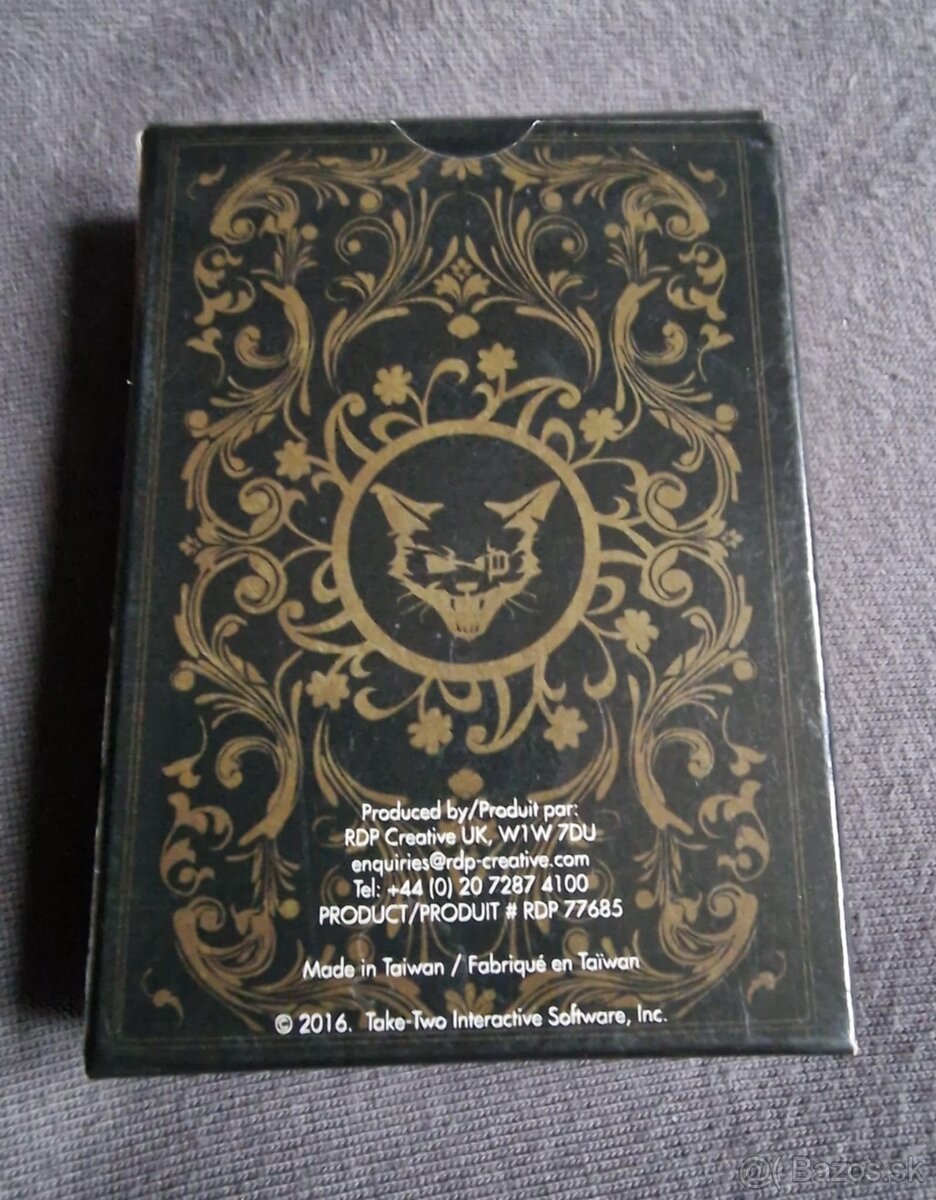 Produced by/Produit par:
RDP Creative UK, W1W 7DU
enquiries@rdp-creative.com
Tel: +44 (0) 20 7287 4100
PRODUCT/PRODUIT # RDP 77685
Made in Taiwan / Fabriqué en Taïwan
© 2016. Take-Two Interactive Software, Inc.
@( Bazos.sk